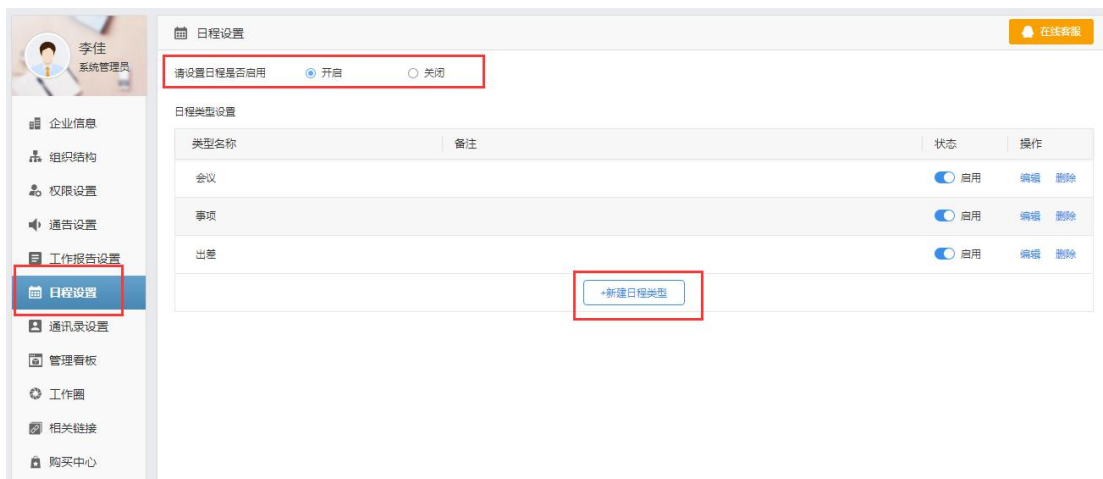 李佳
系统管理员
企业信息
组织结构
权限设置
通告设置
工作报告设置
日程设置
通讯录设置
管理看板
工作圈
相关链接
购买中心
日程设置
在线客服
请设置日程是否启用 开启 关闭
日程类型设置
类型名称 备注 状态 操作
会议 启用 编辑 删除
事项 启用 编辑 删除
出差 启用 编辑 删除
+新建日程类型